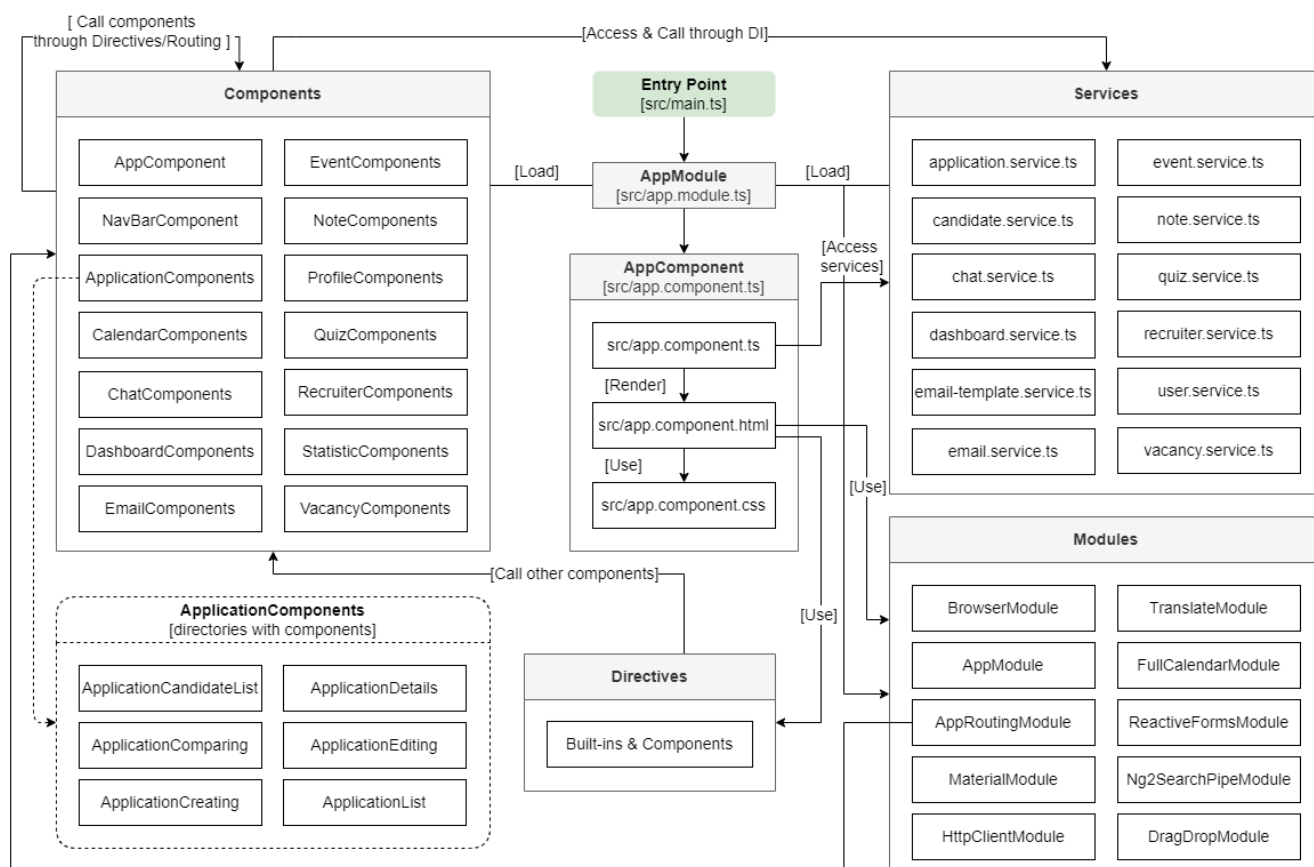 [ Call components
through Directives/Routing ]
[Access & Call through DI]
Components
AppComponent
EventComponents
NavBarComponent
NoteComponents
ApplicationComponents
ProfileComponents
CalendarComponents
QuizComponents
ChatComponents
RecruiterComponents
DashboardComponents
StatisticComponents
EmailComponents
VacancyComponents
Entry Point
[src/main.ts]
[Load]
AppModule
[src/app.module.ts]
[Load]
AppComponent
[src/app.component.ts]
src/app.component.ts
[Render]
src/app.component.html
[Use]
src/app.component.css
[Access
services]
[Use]
[Use]
Services
application.service.ts
event.service.ts
candidate.service.ts
note.service.ts
chat.service.ts
quiz.service.ts
dashboard.service.ts
recruiter.service.ts
email-template.service.ts
user.service.ts
email.service.ts
vacancy.service.ts
[Call other components]
ApplicationComponents
[directories with components]
ApplicationCandidateList
ApplicationDetails
ApplicationComparing
ApplicationEditing
ApplicationCreating
ApplicationList
Directives
Built-ins & Components
Modules
BrowserModule
TranslateModule
AppModule
FullCalendarModule
AppRoutingModule
ReactiveFormsModule
MaterialModule
Ng2SearchPipeModule
HttpClientModule
DragDropModule